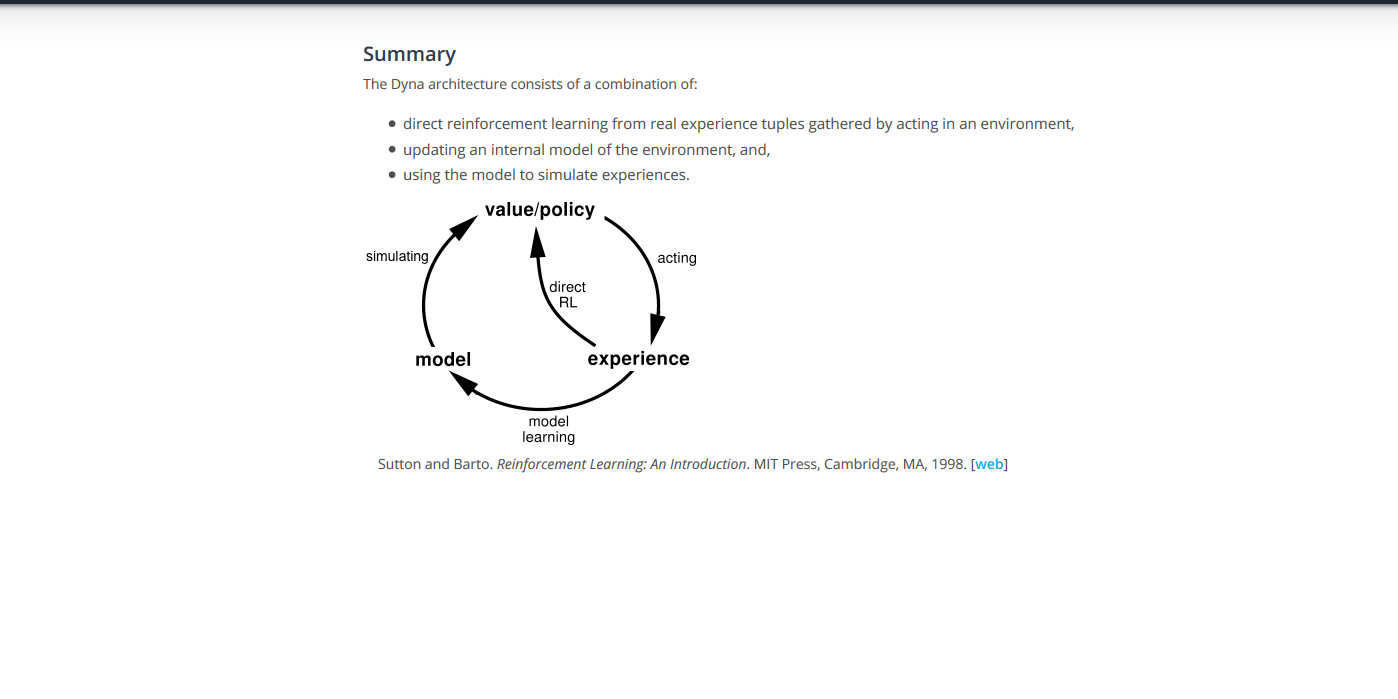 Summary
The Dyna architecture consists of a combination of:
• direct reinforcement learning from real experience tuples gathered by acting in an environment,
• updating an internal model of the environment, and,
• using the model to simulate experiences.
value/policy
simulating
acting
direct
RL
model
experience
model
learning
Sutton and Barto. Reinforcement Learning: An Introduction. MIT Press, Cambridge, MA, 1998. [web]